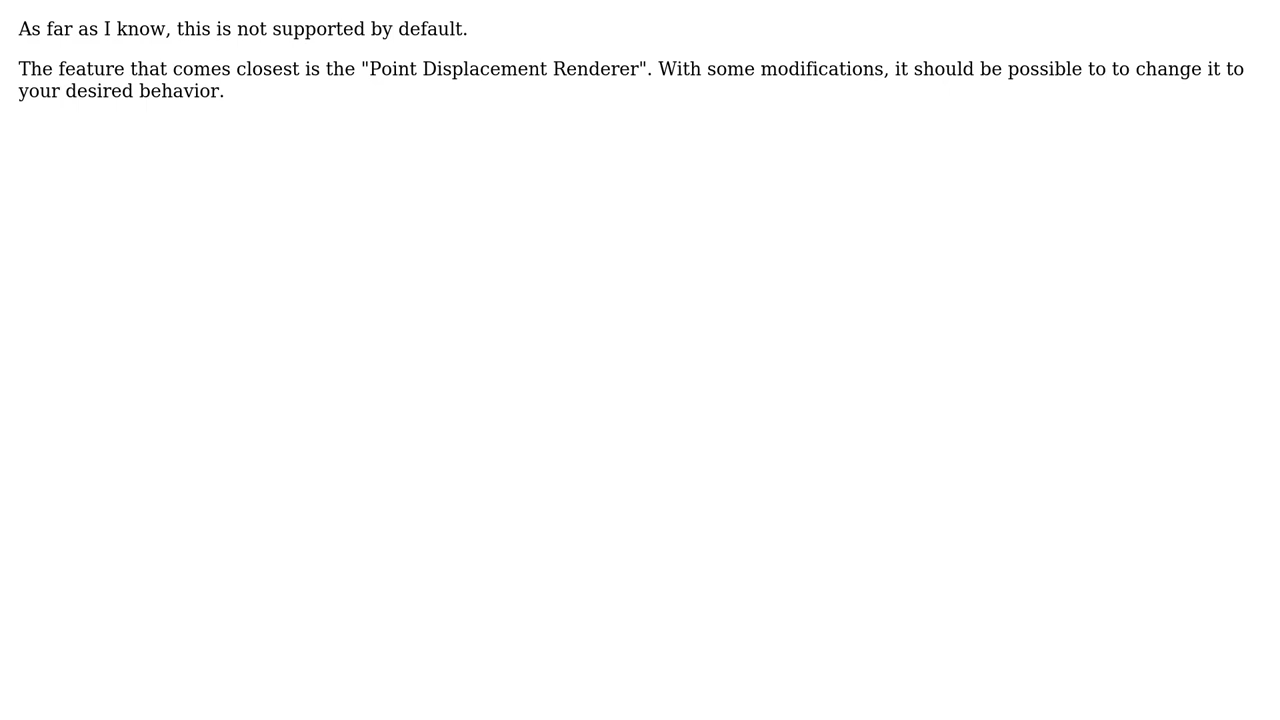 As far as I know, this is not supported by default.
The feature that comes closest is the "Point Displacement Renderer". With some modifications, it should be possible to to change it to
your desired behavior.